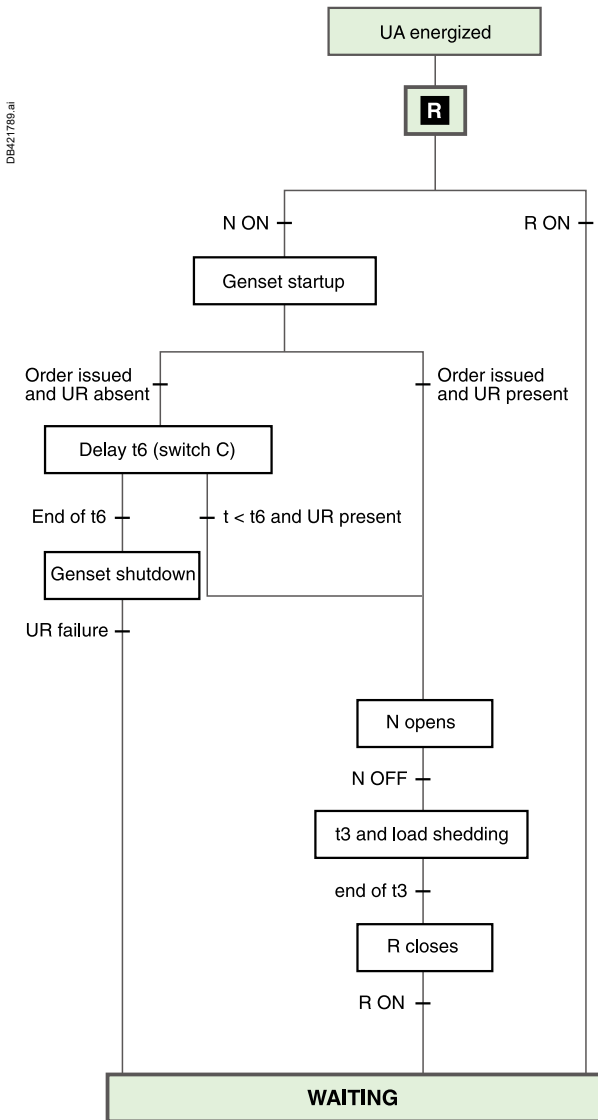 UA energized
DB421789.ai
R
N ON
R ON
Genset startup
Order issued
and UR absent
Order issued
and UR present
Delay t6 (switch C)
End of t6
t < t6 and UR present
Genset shutdown
UR failure
N opens
N OFF
t3 and load shedding
end of t3
R closes
R ON
WAITING